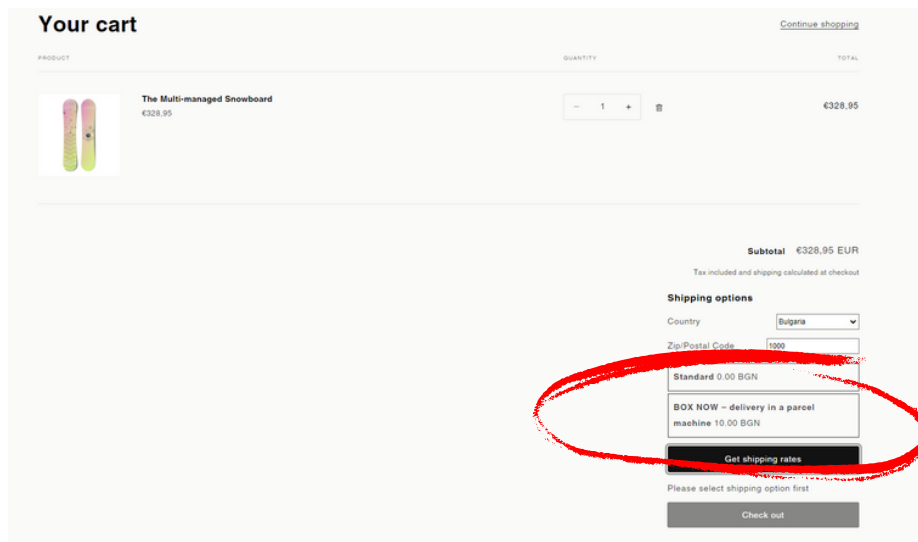 Your cart
Continue shopping
PRODUCT
QUANTITY
TOTAL
The Multi-managed Snowboard
€328,95
− 1 +
€328,95
Subtotal €328,95 EUR
Tax included and shipping calculated at checkout
Shipping options
Country
Bulgaria
Zip/Postal Code
1000
Standard 0.00 BGN
BOX NOW – delivery in a parcel
machine 10.00 BGN
Get shipping rates
Please select shipping option first
Check out